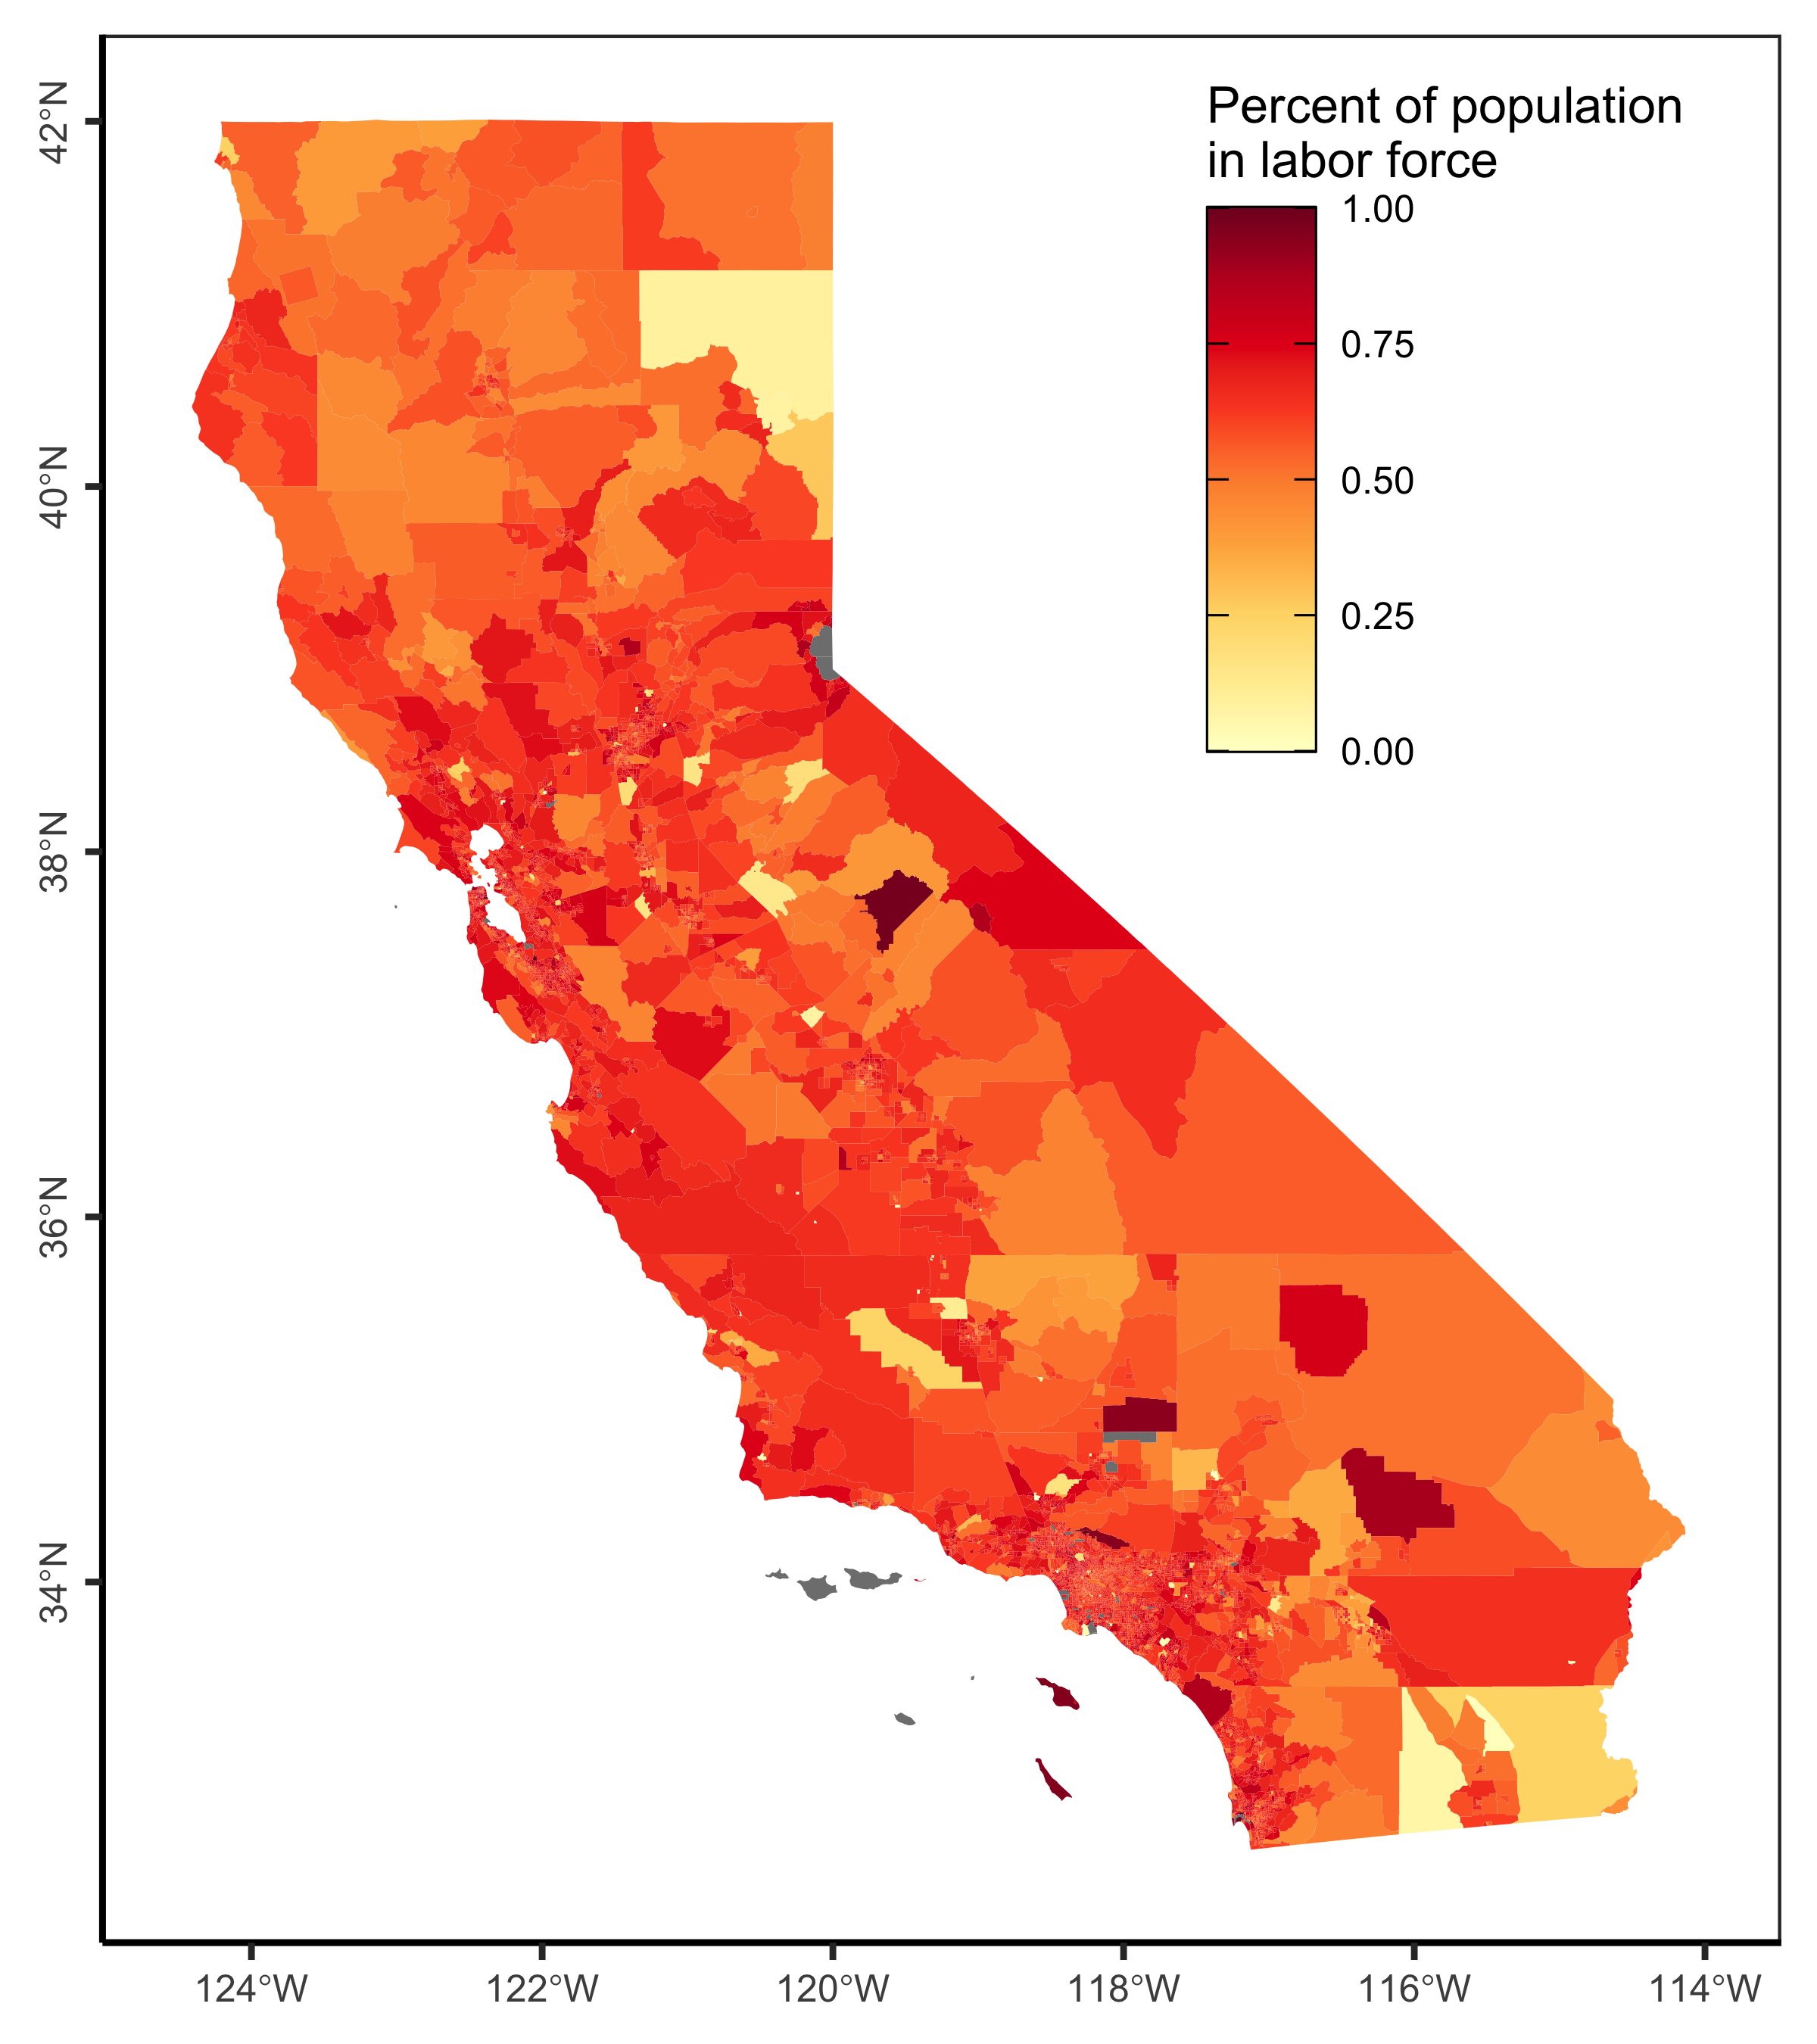 Percent of population
in labor force
1.00
0.75
0.50
0.25
0.00
42°N
40°N
38°N
36°N
34°N
124°W
122°W
120°W
118°W
116°W
114°W